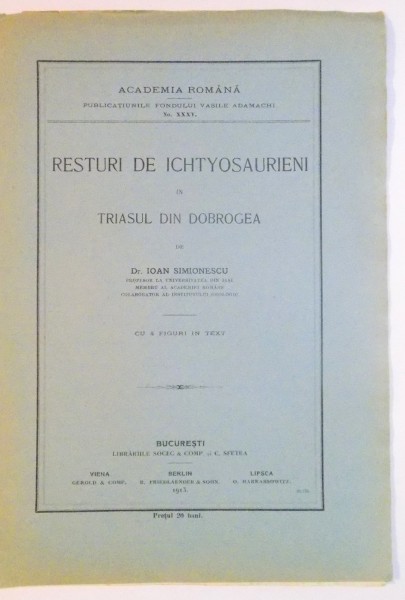 ACADEMIA ROMÂNĂ
PUBLICAȚIUNILE FONDULUI VASILE ADAMACHI.
No. XXXV.
RESTURI DE ICHTYOSAURIENI
IN
TRIASUL DIN DOBROGEA
DE
Dr. IOAN SIMIONESCU
PROFESOR LA UNIVERSITATEA DIN IAȘI
MEMBRU AL ACADEMIEI ROMÂNE
COLABORATOR AL INSTITUTULUI GEOLOGIC
CU 4 FIGURI IN TEXT
BUCUREȘTI
LIBRĂRIILE SOCEC & COMP. și C. SFETEA
VIENA BERLIN LIPSCA
GEROLD & COMP. R. FRIEDLAENDER & SOHN. O. HARRASSOWITZ.
1913.
Prețul 20 bani.